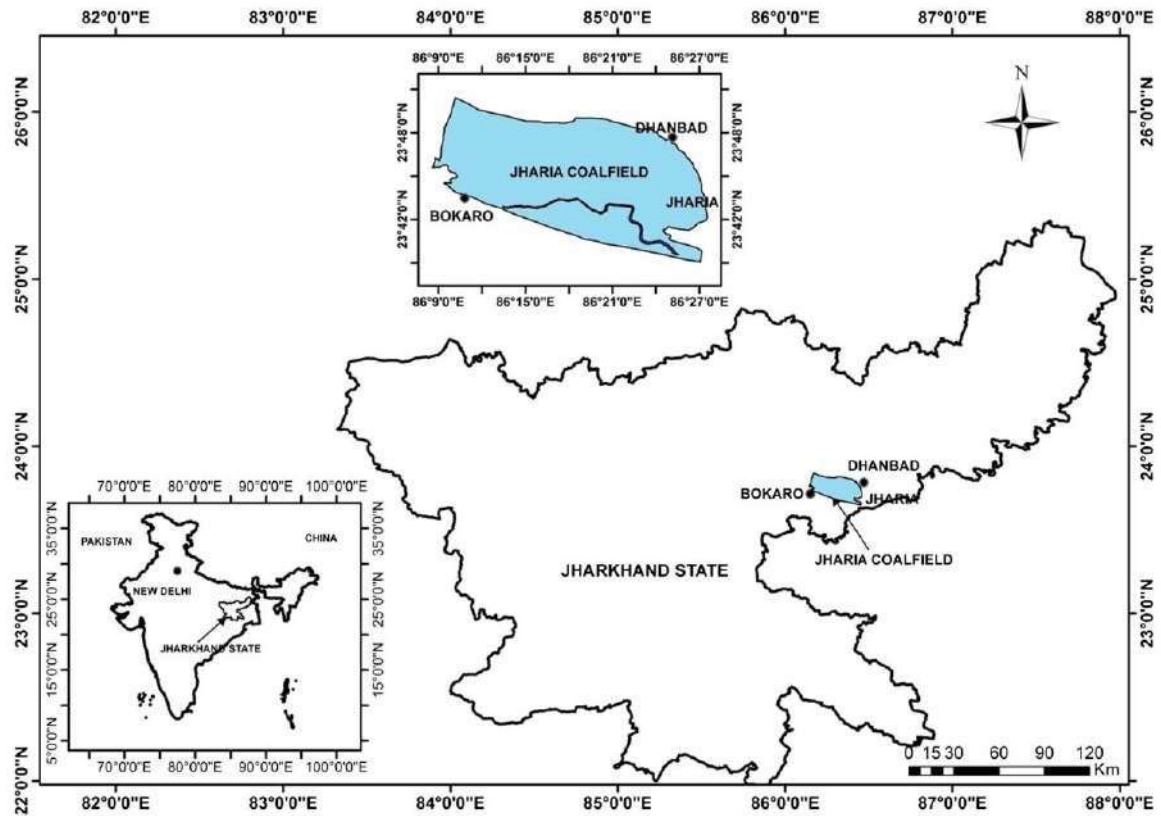 82°0'0"E 83°0'0"E 84°0'0"E 85°0'0"E 86°0'0"E 87°0'0"E 88°0'0"E
86°9'0"E 86°15'0"E 86°21'0"E 86°27'0"E
N
26°0'0"N
26°0'0"N
23°48'0"N
DHANBAD
23°48'0"N
JHARIA COALFIELD
JHARIA
BOKARO
23°42'0"N
23°42'0"N
86°9'0"E 86°15'0"E 86°21'0"E 86°27'0"E
25°0'0"N
25°0'0"N
24°0'0"N
24°0'0"N
DHANBAD
BOKARO
JHARIA
JHARIA COALFIELD
JHARKHAND STATE
70°0'0"E 80°0'0"E 90°0'0"E 100°0'0"E
35°0'0"N
PAKISTAN
CHINA
35°0'0"N
NEW DELHI
25°0'0"N
25°0'0"N
JHARKHAND STATE
15°0'0"N
15°0'0"N
5°0'0"N
5°0'0"N
70°0'0"E 80°0'0"E 90°0'0"E 100°0'0"E
23°0'0"N
23°0'0"N
0 15 30 60 90 120
Km
22°0'0"N
22°0'0"N
82°0'0"E 83°0'0"E 84°0'0"E 85°0'0"E 86°0'0"E 87°0'0"E 88°0'0"E